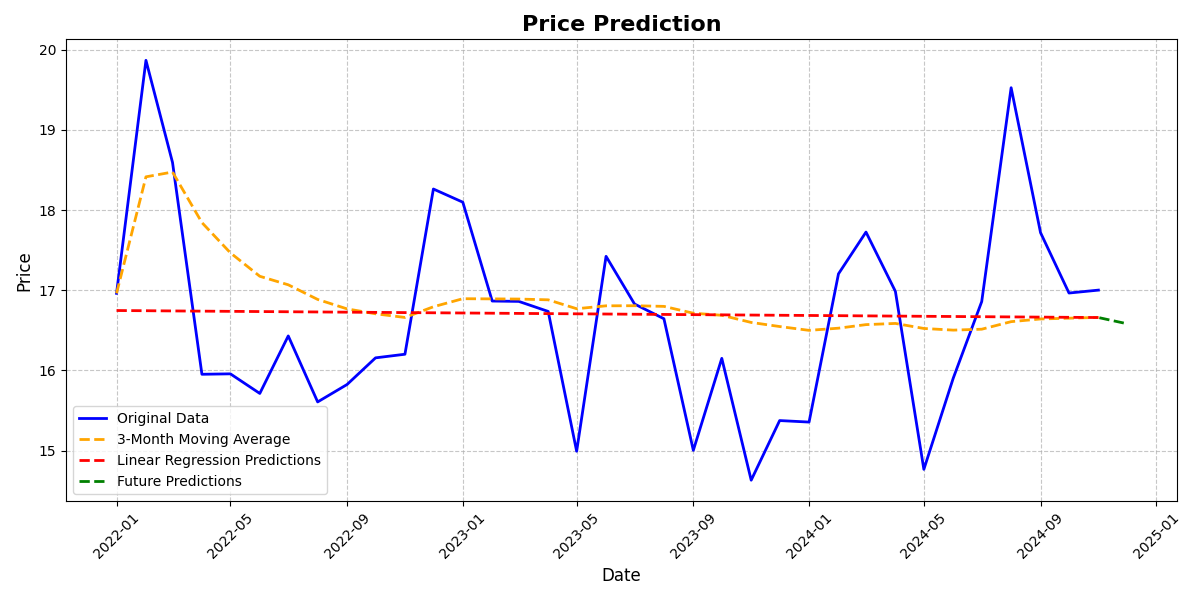 Price Prediction
20
19
18
17
16
15
Price
Original Data
3-Month Moving Average
Linear Regression Predictions
Future Predictions
2022-01
2022-05
2022-09
2023-01
2023-05
2023-09
2024-01
2024-05
2024-09
2025-01
Date